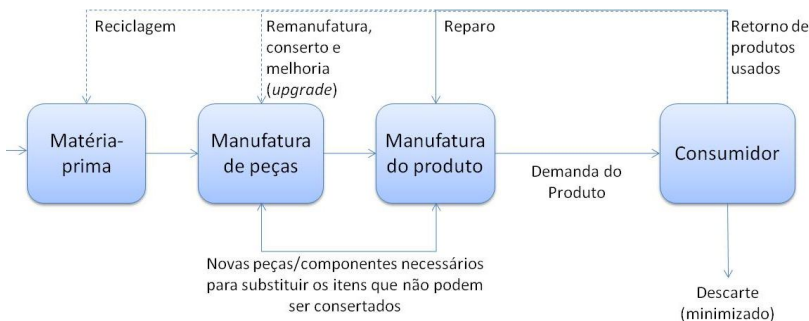 Reciclagem
Remanufatura,
conserto e
melhoria
(upgrade)
Reparo
Retorno de
produtos
usados
Matéria-
prima
Manufatura
de peças
Manufatura
do produto
Demanda do
Produto
Consumidor
Novas peças/componentes necessários
para substituir os itens que não podem
ser consertados
Descarte
(minimizado)